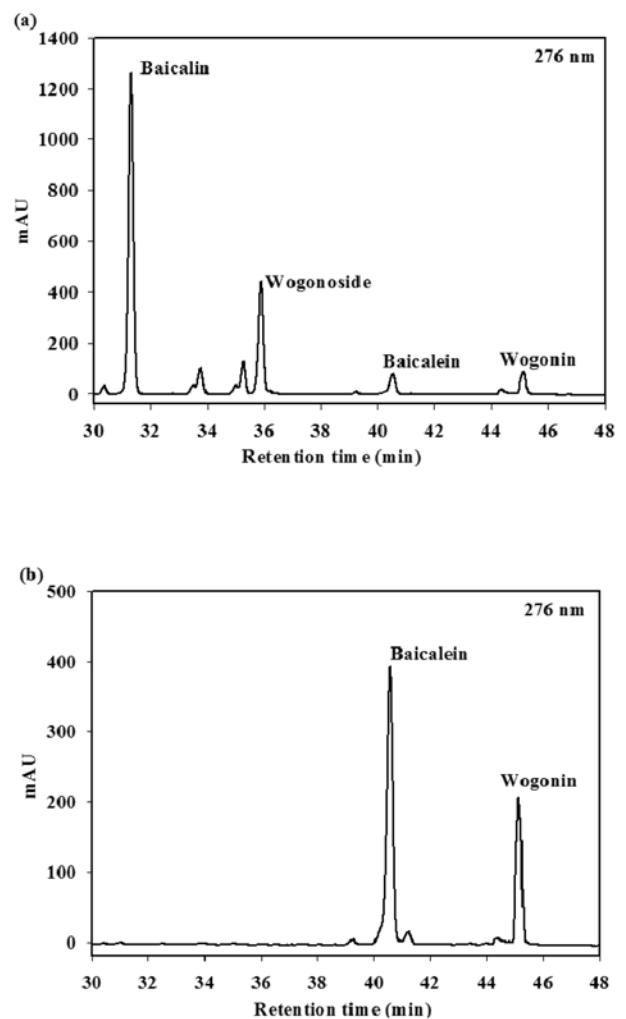 (a)
1400
276 nm
Baicalin
1200
1000
800
mAU
600
Wogonoside
400
200
Baicalein
Wogonin
0
30 32 34 36 38 40 42 44 46 48
Retention time (min)
(b)
500
276 nm
Baicalein
400
300
mAU
Wogonin
200
100
0
30 32 34 36 38 40 42 44 46 48
Retention time (min)